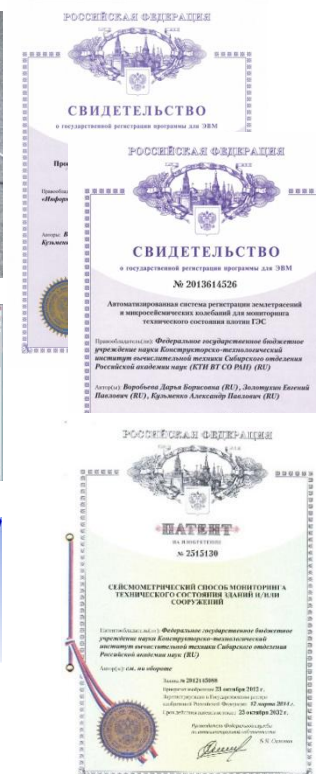 РОССИЙСКАЯ ФЕДЕРАЦИЯ
СВИДЕТЕЛЬСТВО
о государственной регистрации программы для ЭВМ
РОССИЙСКАЯ ФЕДЕРАЦИЯ
СВИДЕТЕЛЬСТВО
о государственной регистрации программы для ЭВМ
№ 2013614526
Автоматизированная система регистрации землетрясений
и микросейсмических колебаний для мониторинга
технического состояния плотин ГЭС
Правообладатель(ли): Федеральное государственное бюджетное
учреждение науки Конструкторско-технологический
институт вычислительной техники Сибирского отделения
Российской академии наук (КТИ ВТ СО РАН) (RU)
Автор(ы): Воробьева Дарья Борисовна (RU), Золотухин Евгений
Павлович (RU), Кузьменко Александр Павлович (RU)
РОССИЙСКАЯ ФЕДЕРАЦИЯ
ПАТЕНТ
НА ИЗОБРЕТЕНИЕ
№ 2515130
СЕЙСМОМЕТРИЧЕСКИЙ СПОСОБ МОНИТОРИНГА
ТЕХНИЧЕСКОГО СОСТОЯНИЯ ЗДАНИЙ И/ИЛИ
СООРУЖЕНИЙ
Патентообладатель(ли): Федеральное государственное бюджетное
учреждение науки Конструкторско-технологический
институт вычислительной техники Сибирского отделения
Российской академии наук (RU)
Автор(ы): см. на обороте
Приоритет изобретения 23 октября 2012 г.